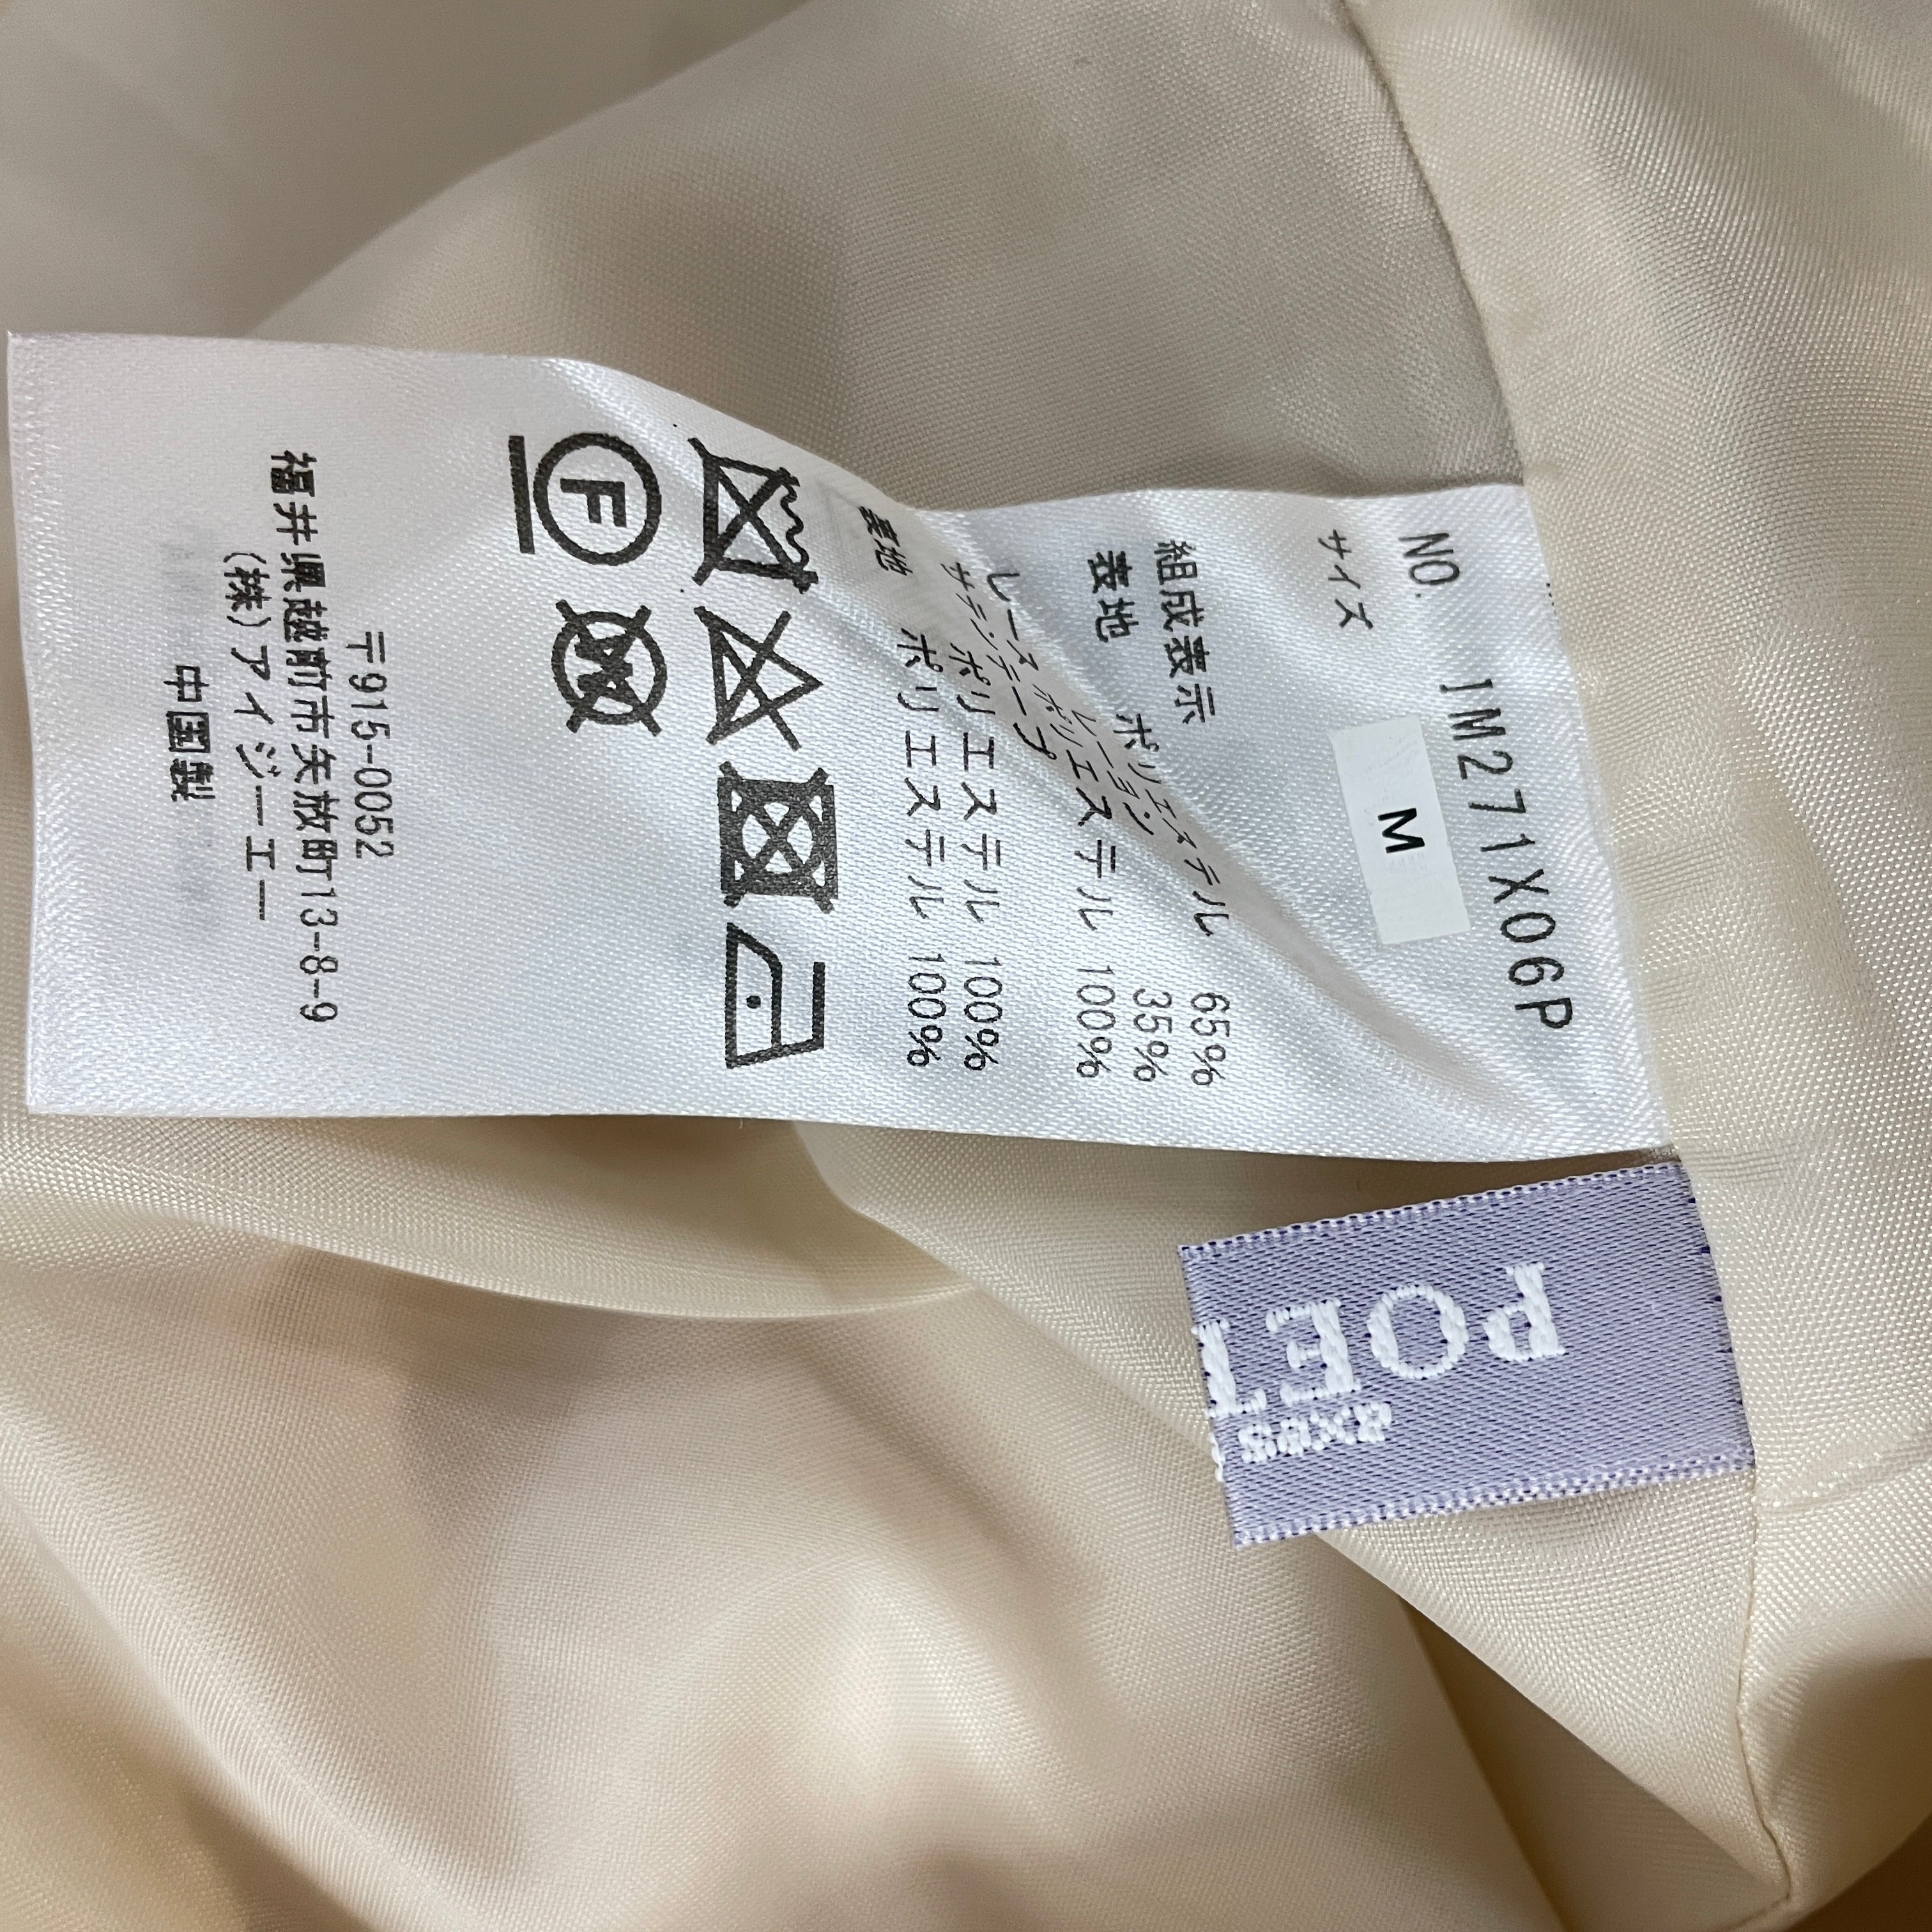 NO. 1M271X06P
サイズ M
組成表示
表地 ポリエステル 65%
レーヨン 35%
レース ポリエステル 100%
サテン・テープ
ポリエステル 100%
裏地 ポリエステル 100%
F
W
〒915-0052
福井県越前市矢放町13-8-9
(株)アイジーエー
中国製
POET